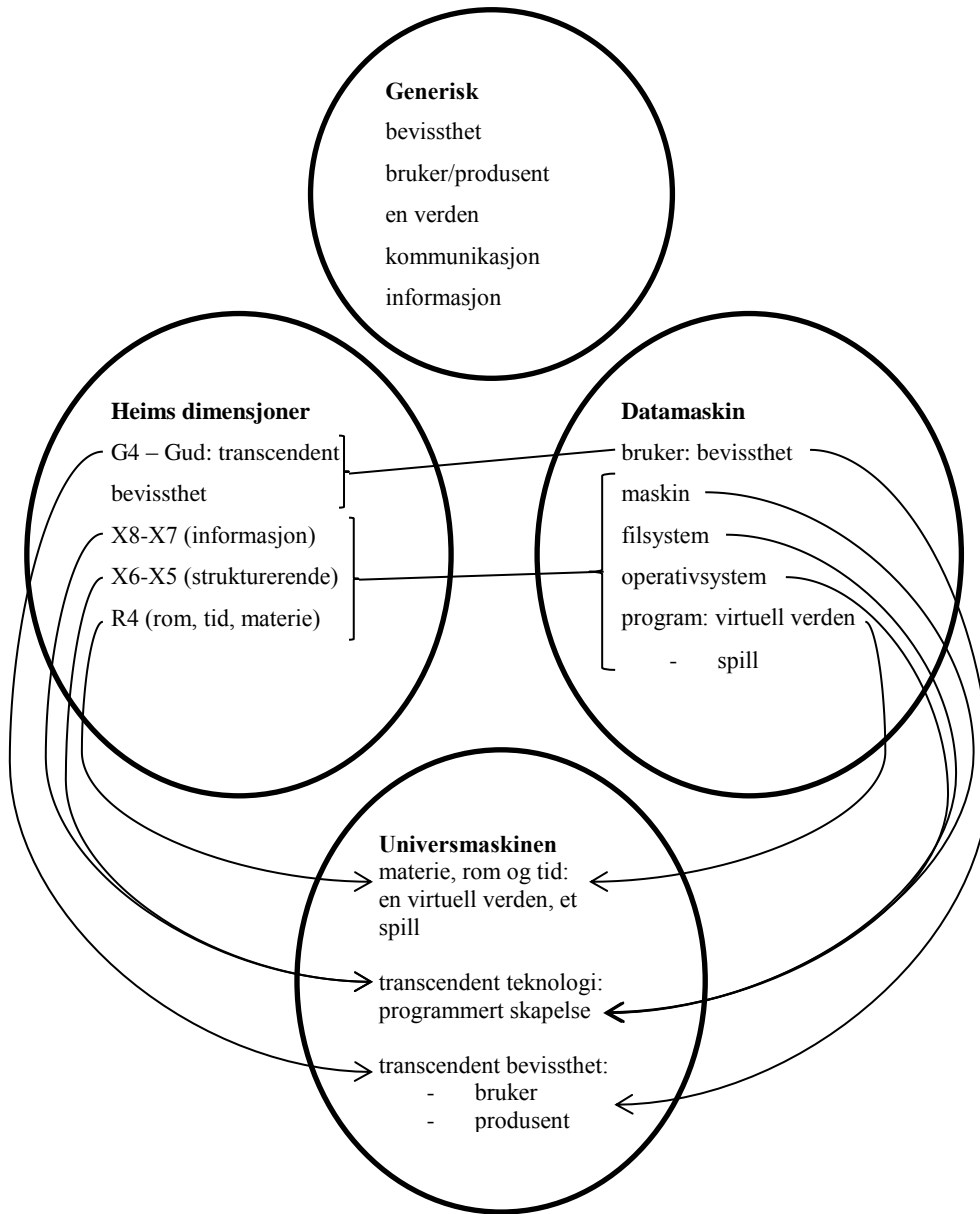 Generisk
bevissthet
bruker/produsent
en verden
kommunikasjon
informasjon
Heims dimensjoner
G4 – Gud: transcendent
bevissthet
X8-X7 (informasjon)
X6-X5 (strukturerende)
R4 (rom, tid, materie)
Datamaskin
bruker: bevissthet
maskin
filsystem
operativsystem
program: virtuell verden
- spill
Universmaskinen
materie, rom og tid:
en virtuell verden, et
spill
transcendent teknologi:
programmert skapelse
transcendent bevissthet:
- bruker
- produsent